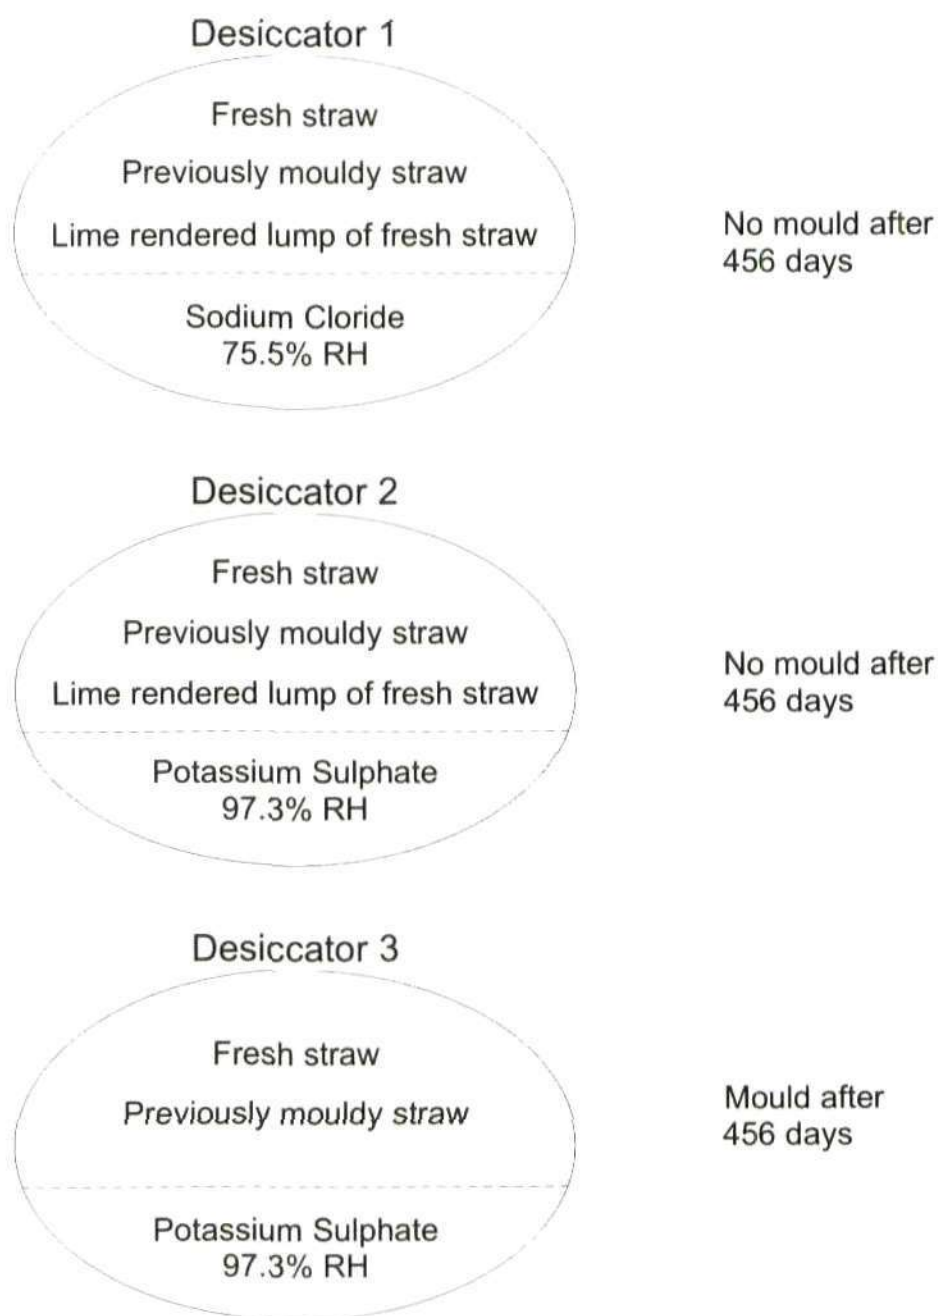 Desiccator 1
Fresh straw
Previously mouldy straw
Lime rendered lump of fresh straw
Sodium Cloride
75.5% RH
No mould after
456 days
Desiccator 2
Fresh straw
Previously mouldy straw
Lime rendered lump of fresh straw
Potassium Sulphate
97.3% RH
No mould after
456 days
Desiccator 3
Fresh straw
Previously mouldy straw
Potassium Sulphate
97.3% RH
Mould after
456 days